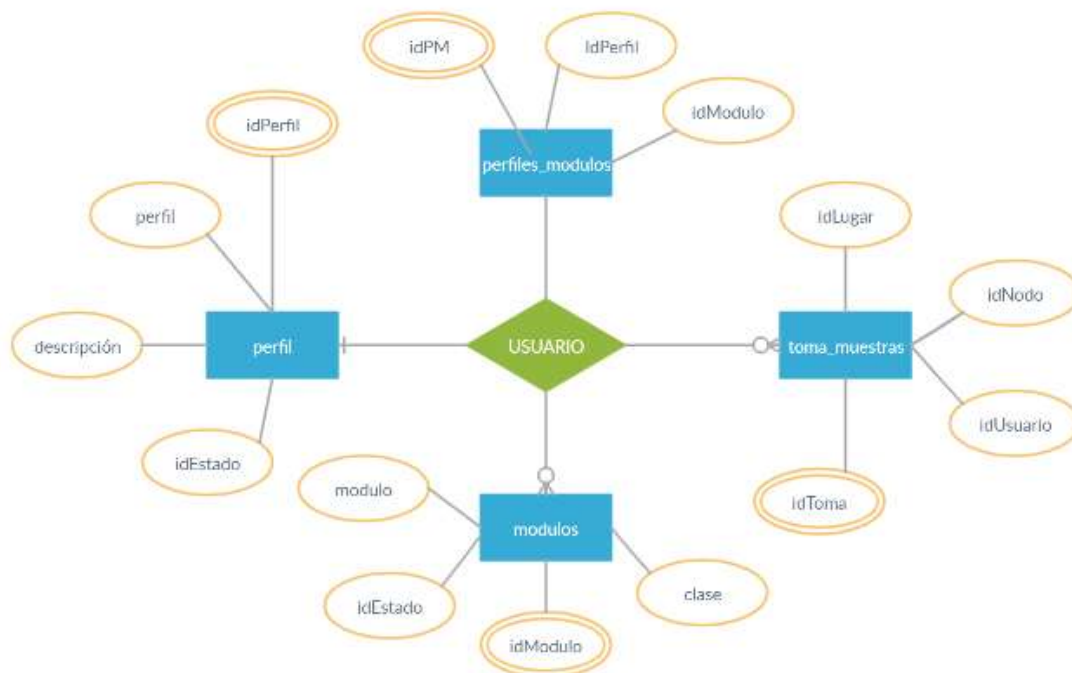 idPM
IdPerfil
idModulo
idPerfil
perfiles_modulos
perfil
idLugar
idNodo
descripción
perfil
USUARIO
toma_muestras
idUsuario
idEstado
modulo
idToma
modulos
idEstado
clase
idModulo